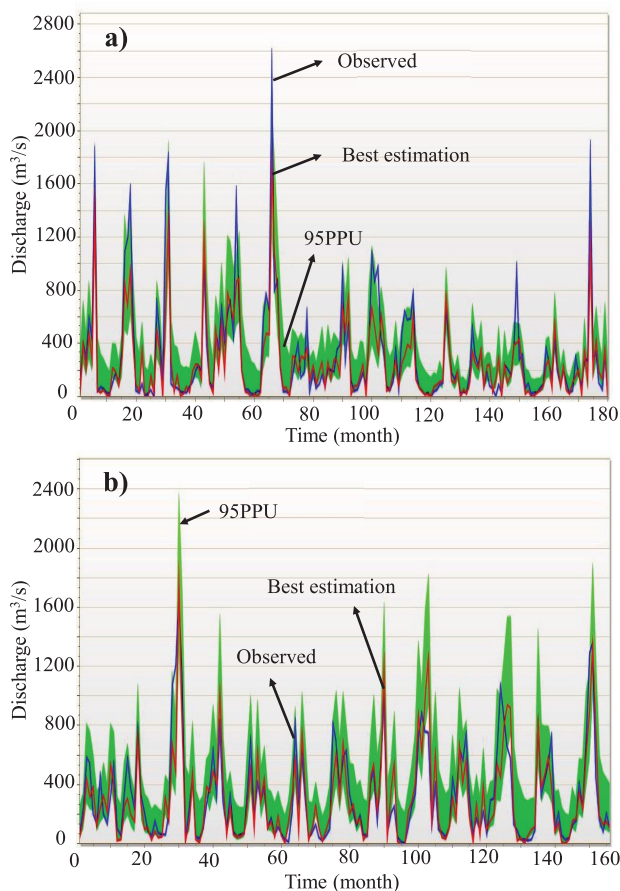 a)
Discharge (m³/s)
2800
2400
2000
1600
1200
800
400
0
Observed
Best estimation
95PPU
0 20 40 60 80 100 120 140 160 180
Time (month)
b)
Discharge (m³/s)
2400
2000
1600
1200
800
400
0
95PPU
Best estimation
Observed
0 20 40 60 80 100 120 140 160
Time (month)